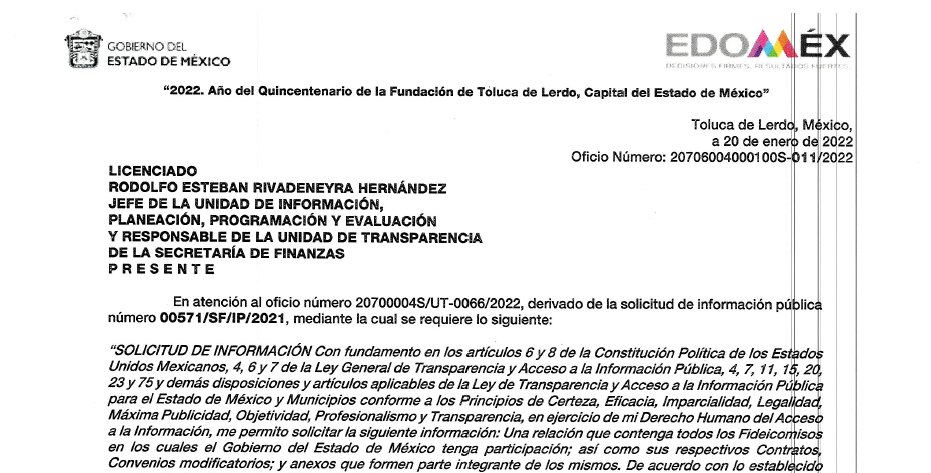 GOBIERNO DEL
ESTADO DE MÉXICO
EDOMÉX
DECISIONES FIRMES, RESULTADOS FUERTES.
"2022. Año del Quincentenario de la Fundación de Toluca de Lerdo, Capital del Estado de México"
Toluca de Lerdo, México,
a 20 de enero de 2022
Oficio Número: 20706004000100S-011/2022
LICENCIADO
RODOLFO ESTEBAN RIVADENEYRA HERNÁNDEZ
JEFE DE LA UNIDAD DE INFORMACIÓN,
PLANEACIÓN, PROGRAMACIÓN Y EVALUACIÓN
Y RESPONSABLE DE LA UNIDAD DE TRANSPARENCIA
DE LA SECRETARÍA DE FINANZAS
P R E S E N T E
En atención al oficio número 20700004S/UT-0066/2022, derivado de la solicitud de información pública
número 00571/SF/IP/2021, mediante la cual se requiere lo siguiente:
"SOLICITUD DE INFORMACIÓN Con fundamento en los artículos 6 y 8 de la Constitución Política de los Estados
Unidos Mexicanos, 4, 6 y 7 de la Ley General de Transparencia y Acceso a la Información Pública, 4, 7, 11, 15, 20,
23 y 75 y demás disposiciones y artículos aplicables de la Ley de Transparencia y Acceso a la Información Pública
para el Estado de México y Municipios conforme a los Principios de Certeza, Eficacia, Imparcialidad, Legalidad,
Máxima Publicidad, Objetividad, Profesionalismo y Transparencia, en ejercicio de mi Derecho Humano del Acceso
a la Información, me permito solicitar la siguiente información: Una relación que contenga todos los Fideicomisos
en los cuales el Gobierno del Estado de México tenga participación; así como sus respectivos Contratos,
Convenios modificatorios; y anexos que formen parte integrante de los mismos. De acuerdo con lo establecido